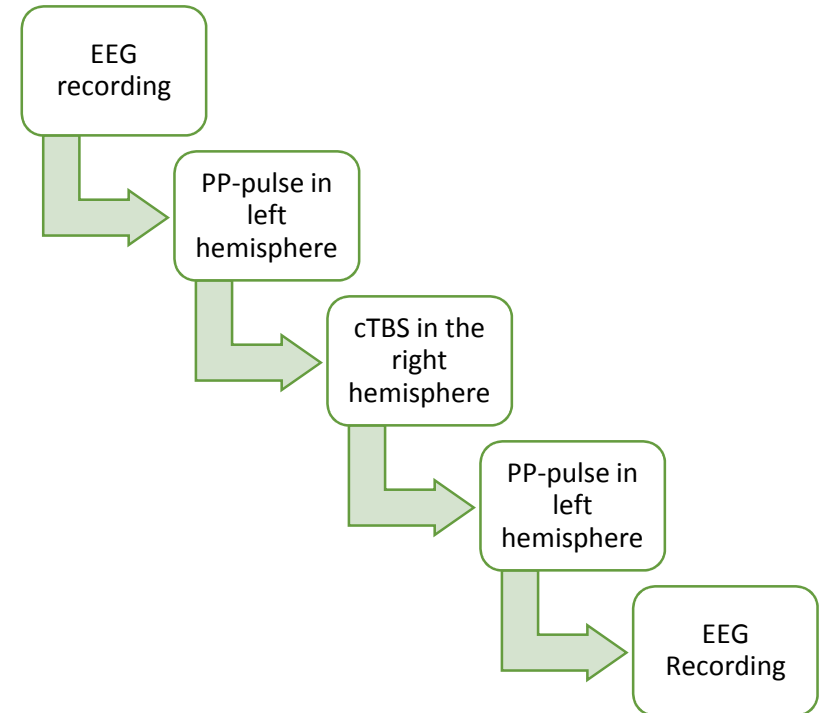 EEG
recording
PP-pulse in
left
hemisphere
cTBS in the
right
hemisphere
PP-pulse in
left
hemisphere
EEG
Recording